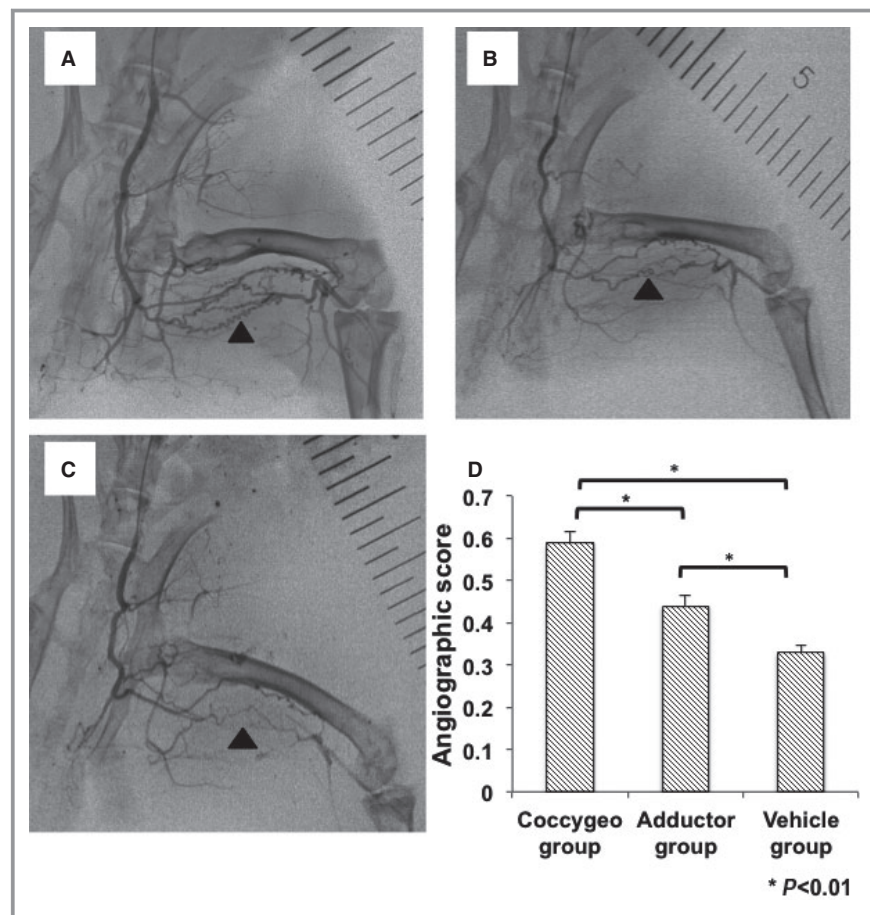 A
B
5
C
D
Angiographic score
0.7
0.6
0.5
0.4
0.3
0.2
0.1
0
*
*
*
Coccygeo group
Adductor group
Vehicle group
* P<0.01